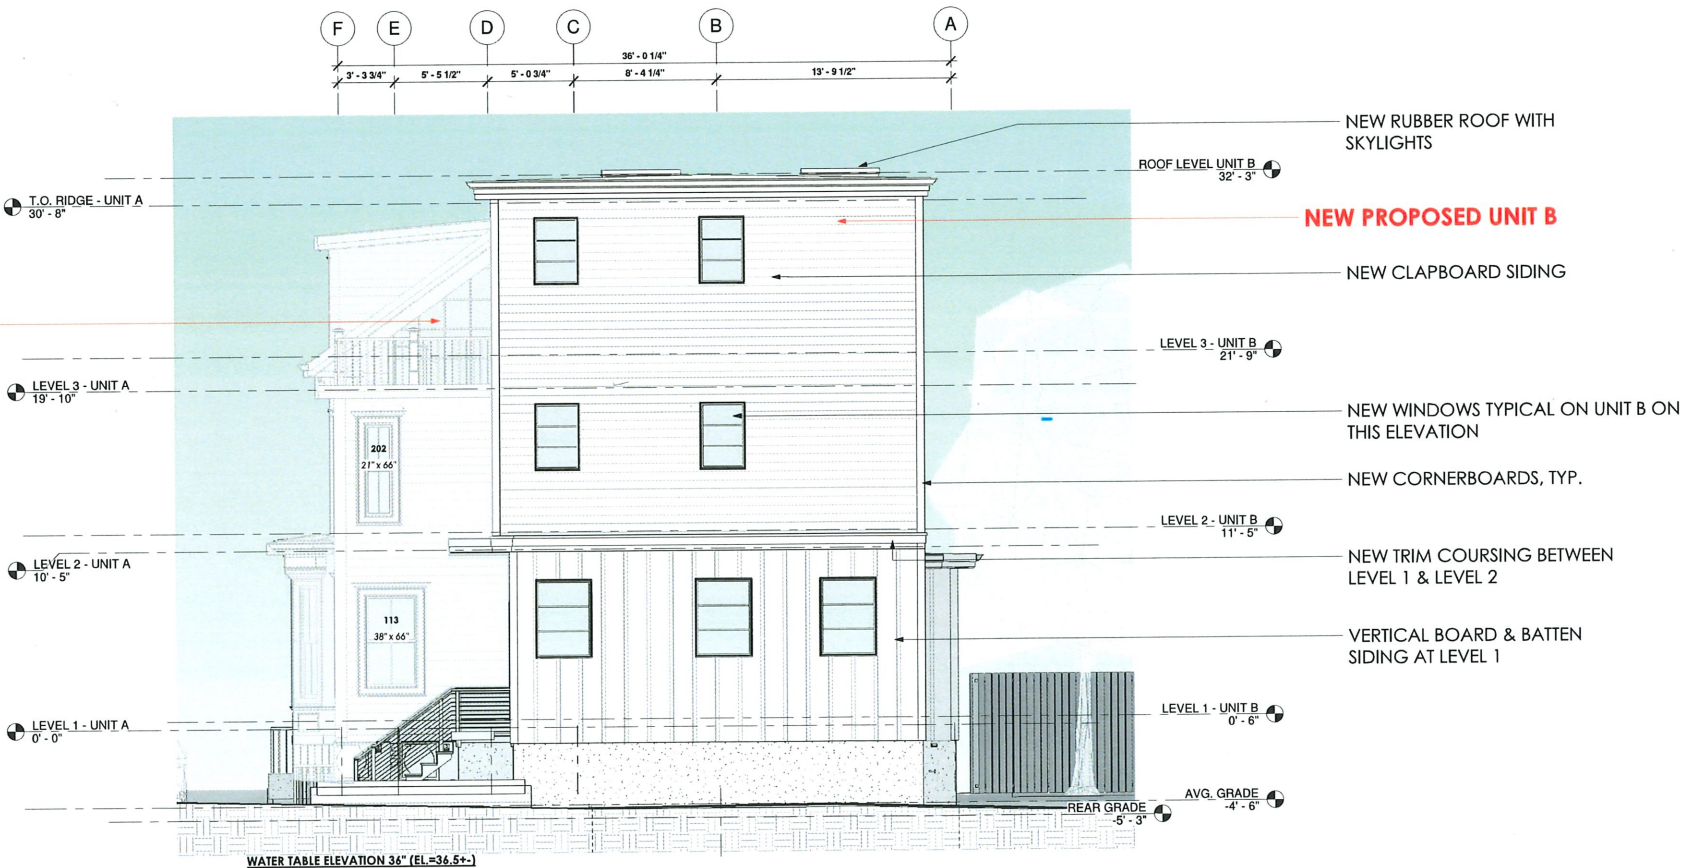 F E D C B A
36' - 0 1/4"
3' - 3 3/4" 5' - 5 1/2" 5' - 0 3/4" 8' - 4 1/4" 13' - 9 1/2"
NEW RUBBER ROOF WITH
SKYLIGHTS
ROOF LEVEL UNIT B
32' - 3"
T.O. RIDGE - UNIT A
30' - 8"
NEW PROPOSED UNIT B
NEW CLAPBOARD SIDING
LEVEL 3 - UNIT B
21' - 9"
LEVEL 3 - UNIT A
19' - 10"
NEW WINDOWS TYPICAL ON UNIT B ON
THIS ELEVATION
202
21" x 66"
NEW CORNERBOARDS, TYP.
LEVEL 2 - UNIT B
11' - 5"
LEVEL 2 - UNIT A
10' - 5"
NEW TRIM COURSING BETWEEN
LEVEL 1 & LEVEL 2
113
38" x 66"
VERTICAL BOARD & BATTEN
SIDING AT LEVEL 1
LEVEL 1 - UNIT B
0' - 6"
LEVEL 1 - UNIT A
0' - 0"
AVG. GRADE
-4' - 6"
REAR GRADE
-5' - 3"
WATER TABLE ELEVATION 36" (EL.=36.5+-)